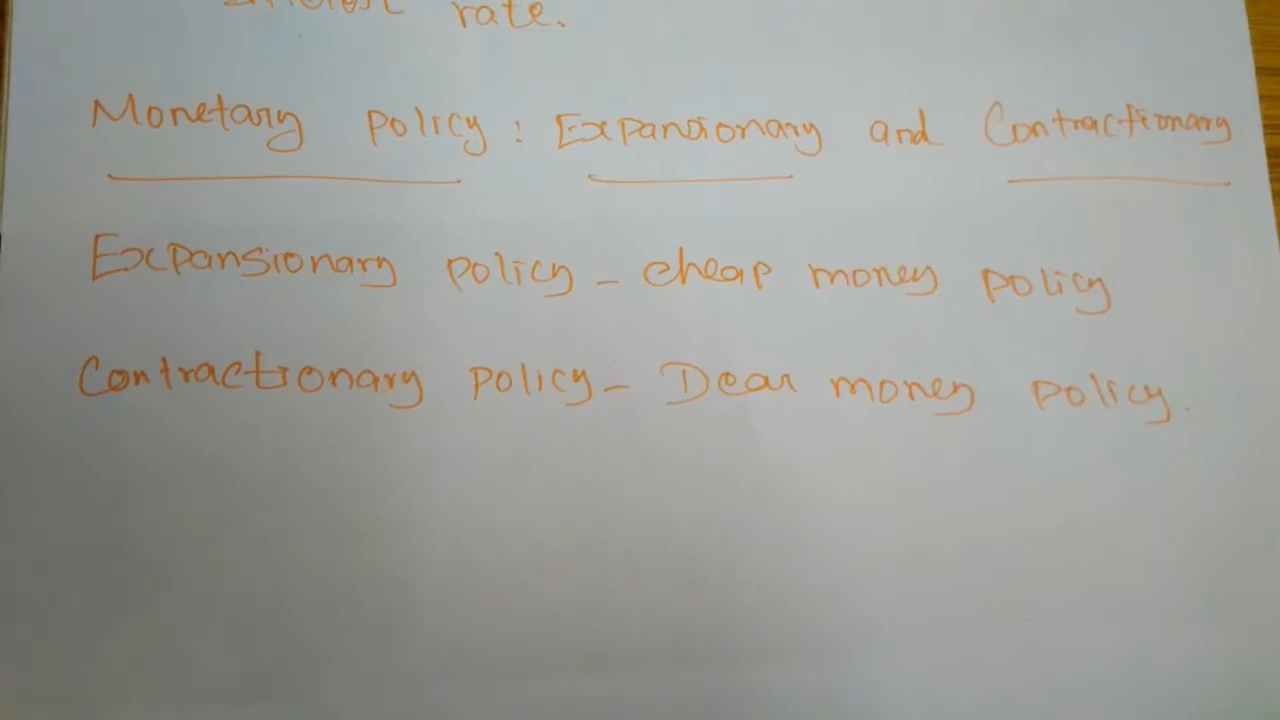 rate.
Monetary policy: Expansionary and Contractionary
Expansionary policy - cheap money policy
Contractionary policy - Dear money policy.